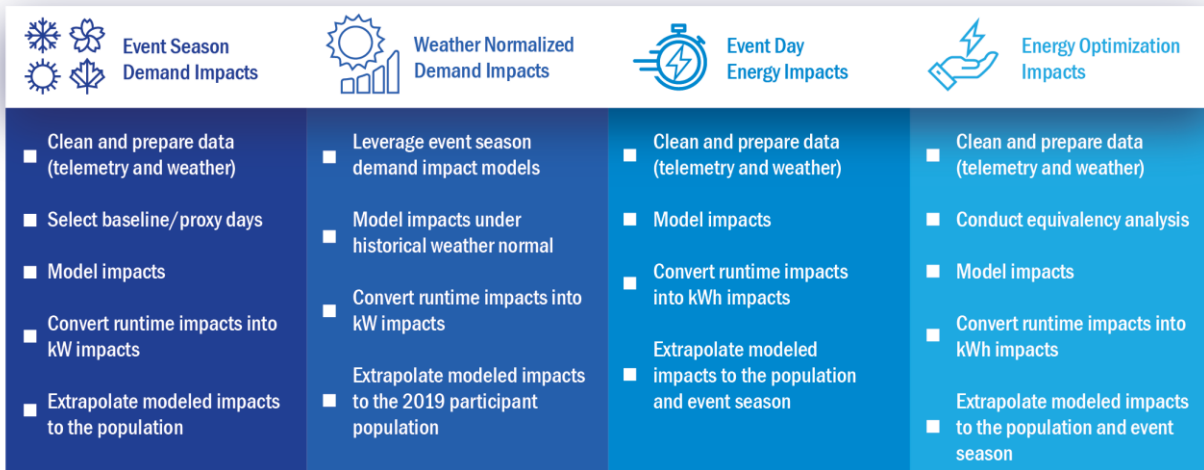 Event Season
Demand Impacts
Weather Normalized
Demand Impacts
Event Day
Energy Impacts
Energy Optimization
Impacts
Clean and prepare data
(telemetry and weather)
Select baseline/proxy days
Model impacts
Convert runtime impacts into
kW impacts
Extrapolate modeled impacts
to the population
Leverage event season
demand impact models
Model impacts under
historical weather normal
Convert runtime impacts into
kW impacts
Extrapolate modeled impacts
to the 2019 participant
population
Clean and prepare data
(telemetry and weather)
Model impacts
Convert runtime impacts
into kWh impacts
Extrapolate modeled
impacts to the population
and event season
Clean and prepare data
(telemetry and weather)
Conduct equivalency analysis
Model impacts
Convert runtime impacts into
kWh impacts
Extrapolate modeled impacts
to the population and event
season